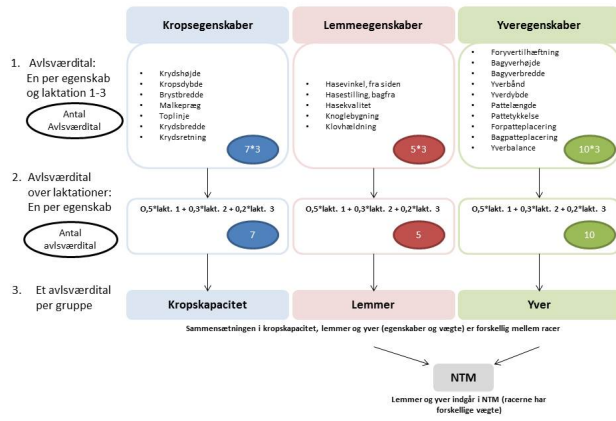 Kropsegenskaber
Lemmeegenskaber
Yveregenskaber
1. Avlsværdital:
En per egenskab
og laktation 1-3
Antal
Avlsværdital
• Krydshøjde
• Kropsdybde
• Brystbredde
• Malkepræg
• Toplinje
• Krydsbredde
• Krydsretning
7*3
• Hasevinkel, fra siden
• Hasestilling, bagfra
• Hasekvalitet
• Knoglebygning
• Klovhældning
5*3
• Foryvertilhæftning
• Bagyverhøjde
• Bagyverbredde
• Yverbånd
• Yverdybde
• Pattelængde
• Pattetykkelse
• Forpatteplacering
• Bagpatteplacering
• Yverbalance
10*3
2. Avlsværdital
over laktationer:
En per egenskab
Antal
avlsværdital
0,5*lakt. 1 + 0,3*lakt. 2 + 0,2*lakt. 3
7
0,5*lakt. 1 + 0,3*lakt. 2 + 0,2*lakt. 3
5
0,5*lakt. 1 + 0,3*lakt. 2 + 0,2*lakt. 3
10
3. Et avlsværdital
per gruppe
Kropskapacitet
Lemmer
Yver
Sammensætningen i kropskapacitet, lemmer og yver (egenskaber og vægte) er forskellig mellem racer
NTM
Lemmer og yver indgår i NTM (racerne har
forskellige vægte)